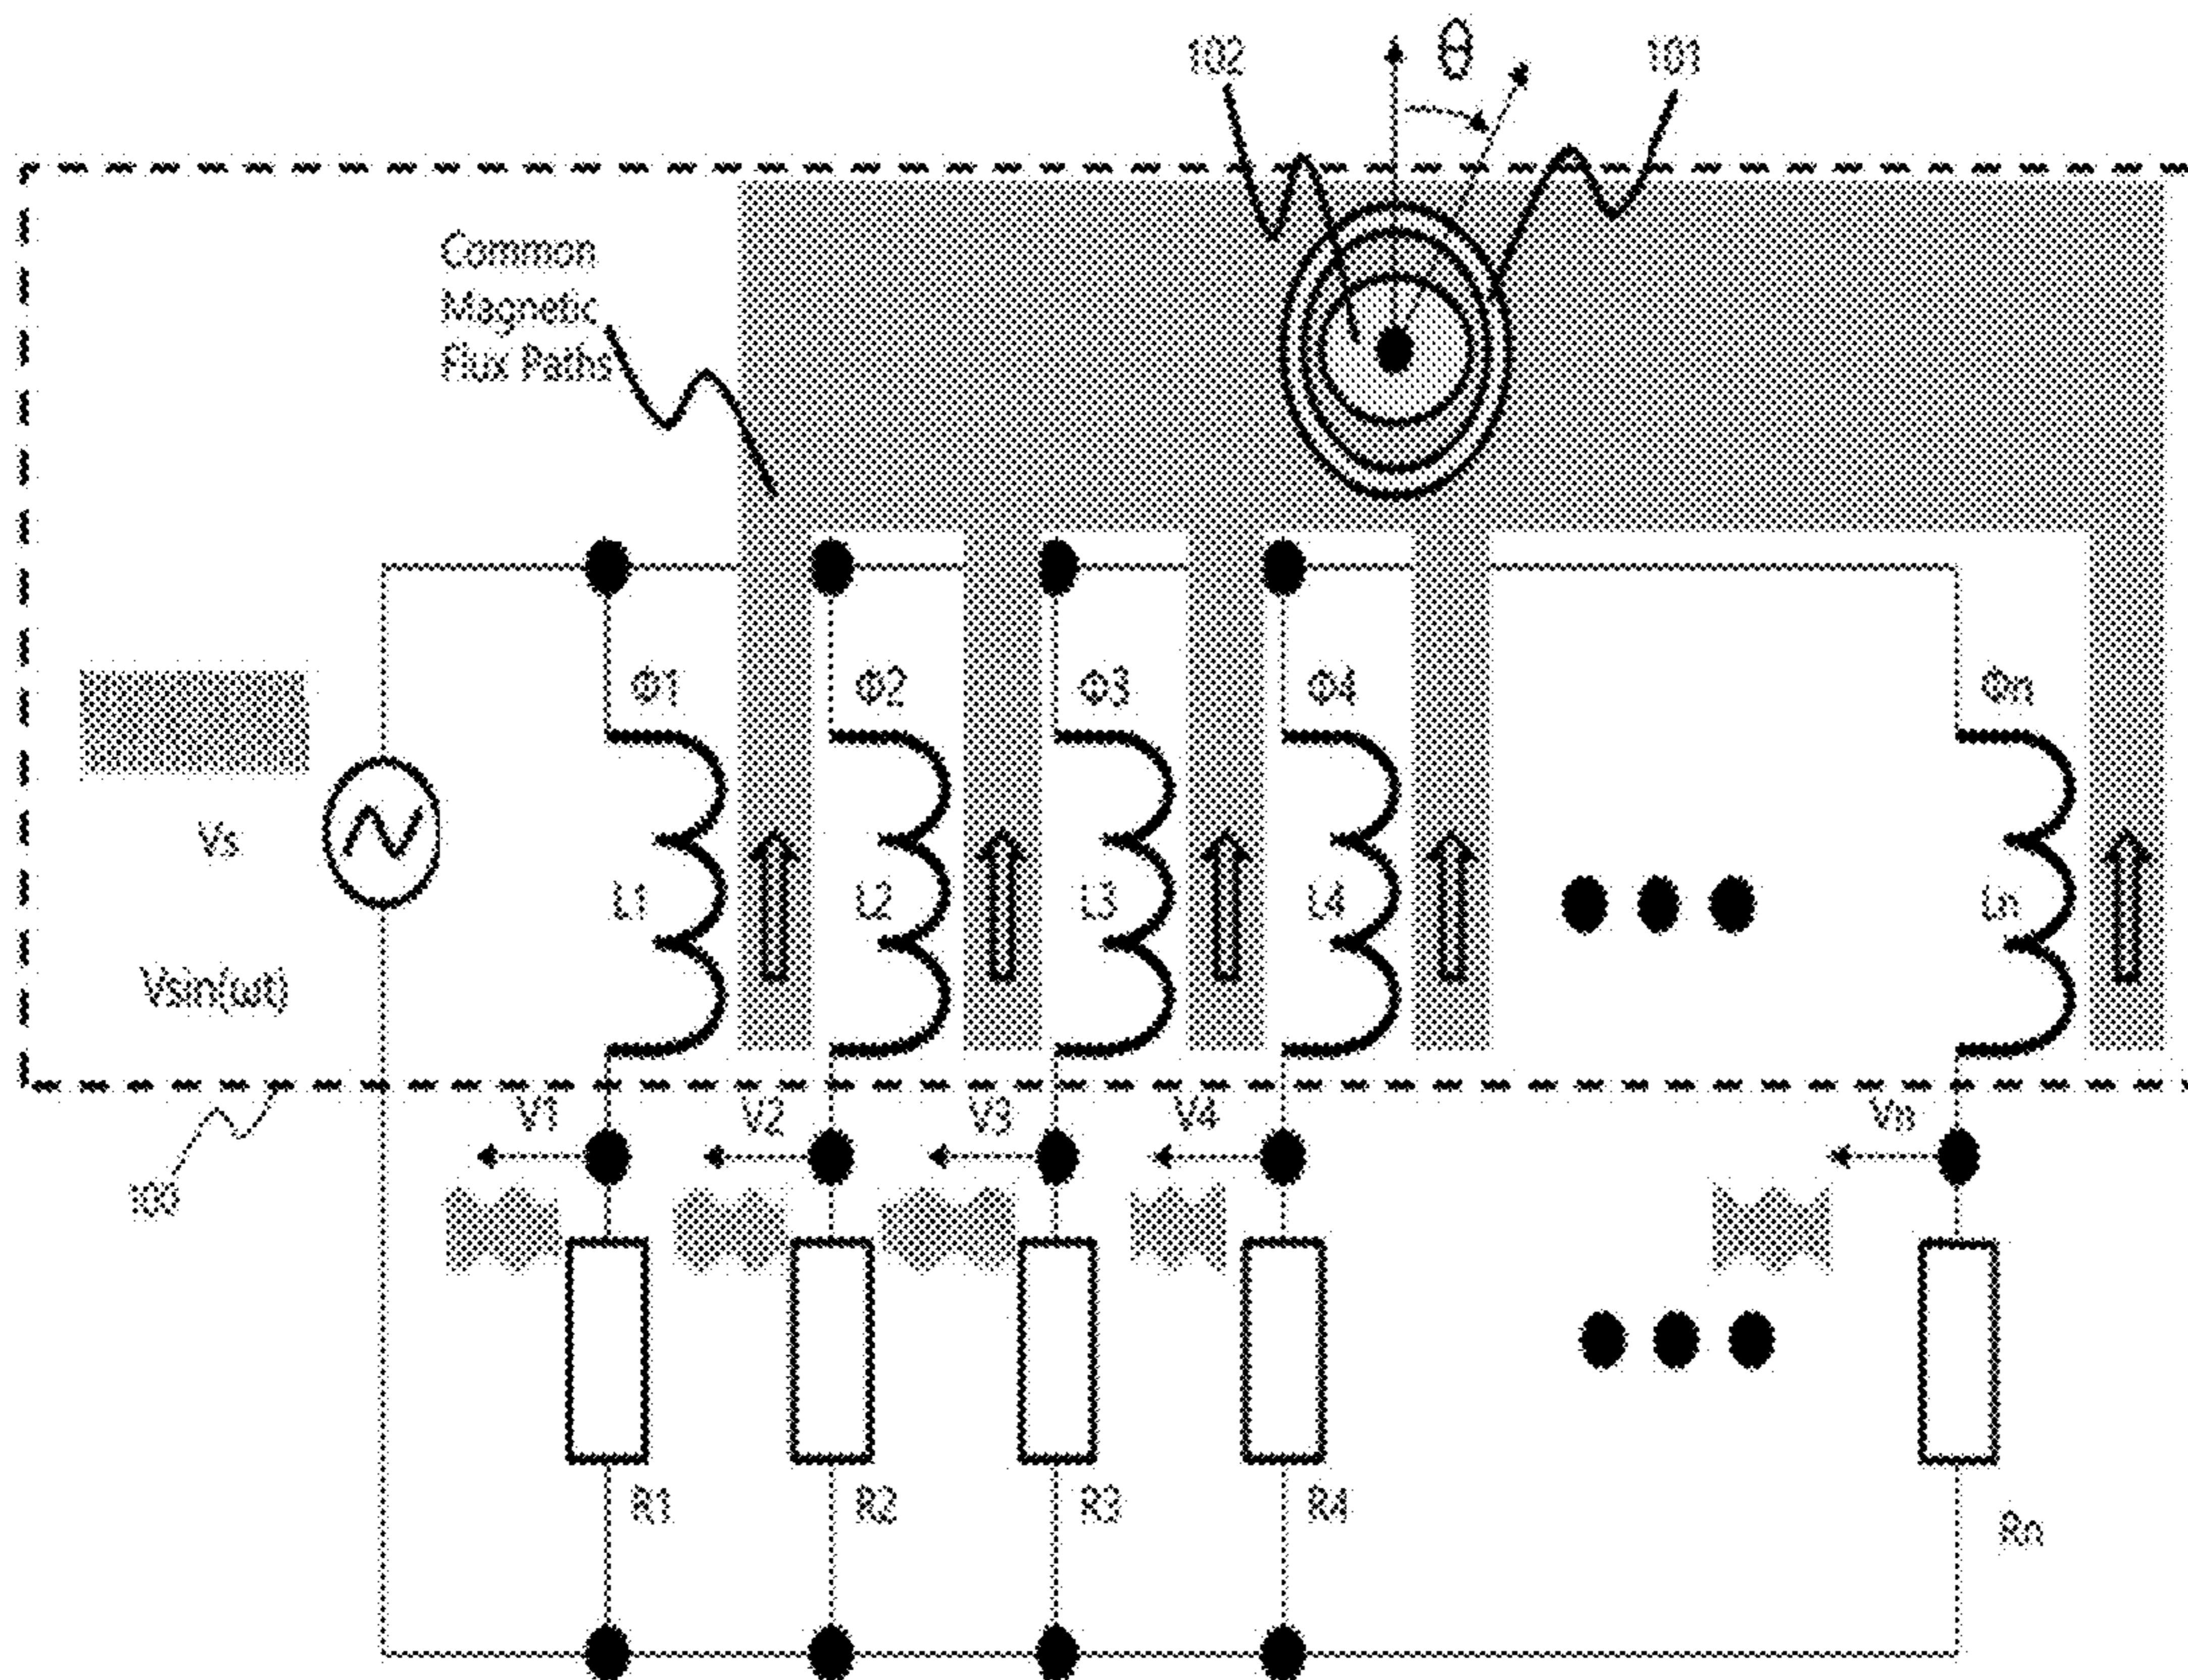 102
θ
101
Common
Magnetic
Flux Paths
Φ1
Φ2
Φ3
Φ4
Φn
Vs
L1
L2
L3
L4
Ln
Vsin(ωt)
V1
V2
V3
V4
Vn
100
R1
R2
R3
R4
Rn